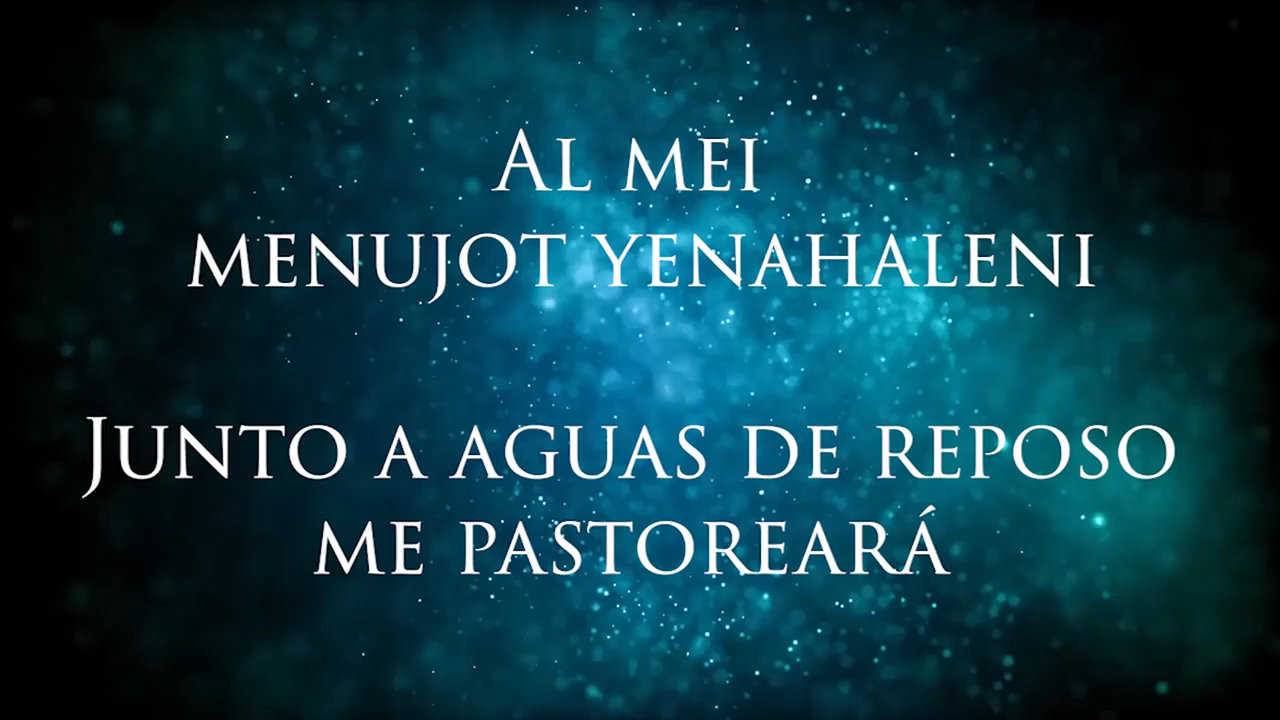 Al mei
menujot yenahaleni
Junto a aguas de reposo
me pastoreará